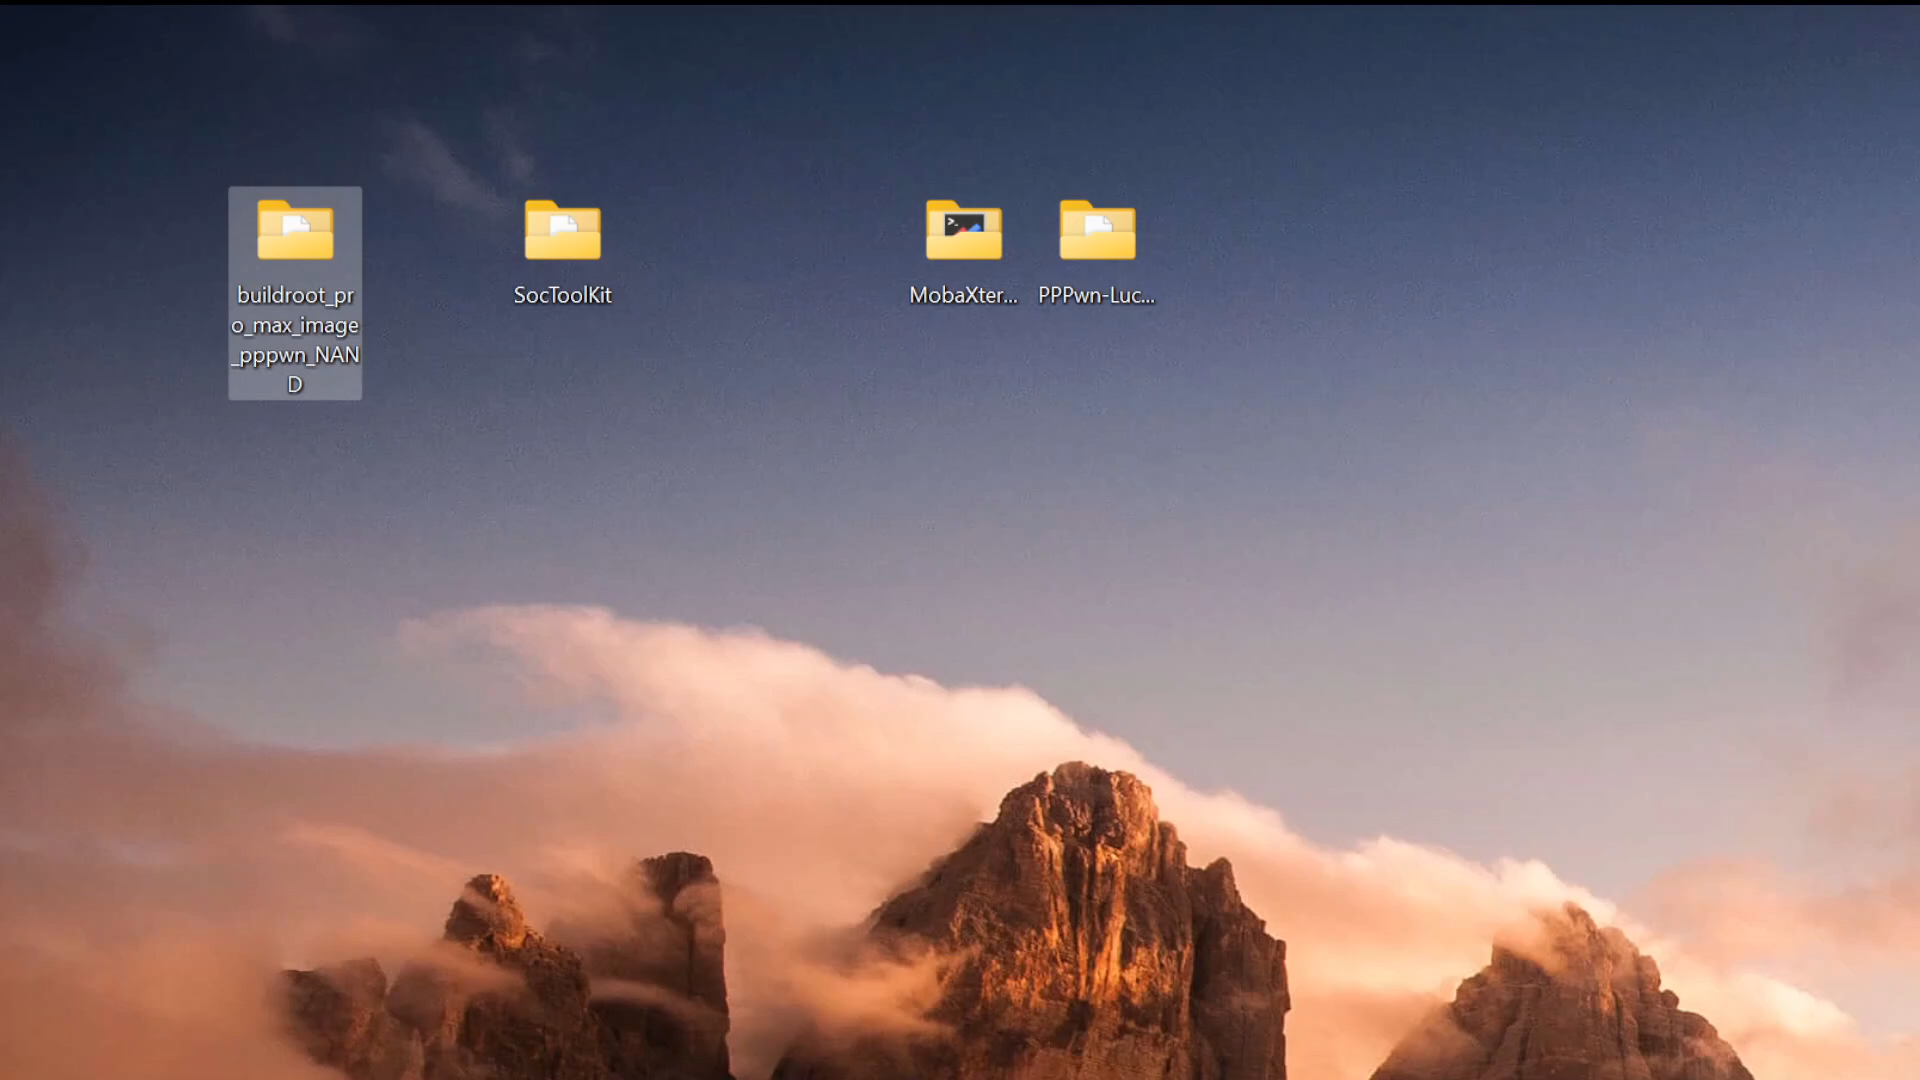 buildroot_pr
o_max_image
_pppwn_NAN
D
SocToolKit
MobaXter...
PPPwn-Luc...